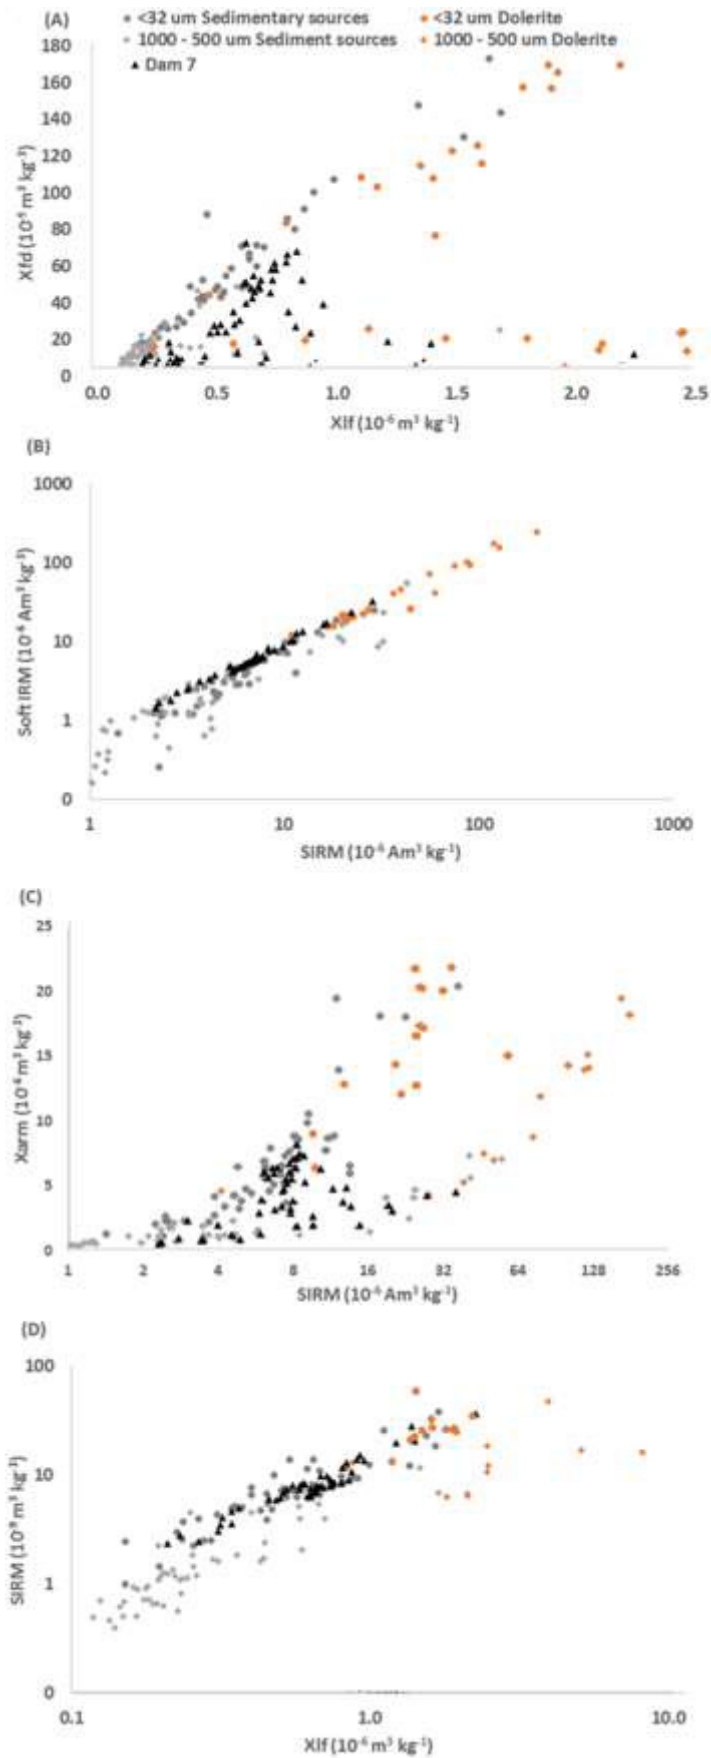 (A)
<32 um Sedimentary sources
<32 um Dolerite
1000 - 500 um Sediment sources
1000 - 500 um Dolerite
Dam 7
180
160
140
120
100
80
60
40
20
0
Xfd (10⁻⁹ m³ kg⁻¹)
0.0 0.5 1.0 1.5 2.0 2.5
Xlf (10⁻⁶ m³ kg⁻¹)
(B)
1000
100
10
1
0
Soft IRM (10⁻⁶ Am³ kg⁻¹)
1 10 100 1000
SIRM (10⁻⁶ Am³ kg⁻¹)
(C)
25
20
15
10
5
0
Xarm (10⁻⁶ m³ kg⁻¹)
1 2 4 8 16 32 64 128 256
SIRM (10⁻⁶ Am³ kg⁻¹)
(D)
100
10
1
0
SIRM (10⁻⁶ m³ kg⁻¹)
0.1 1.0 10.0
Xlf (10⁻⁶ m³ kg⁻¹)